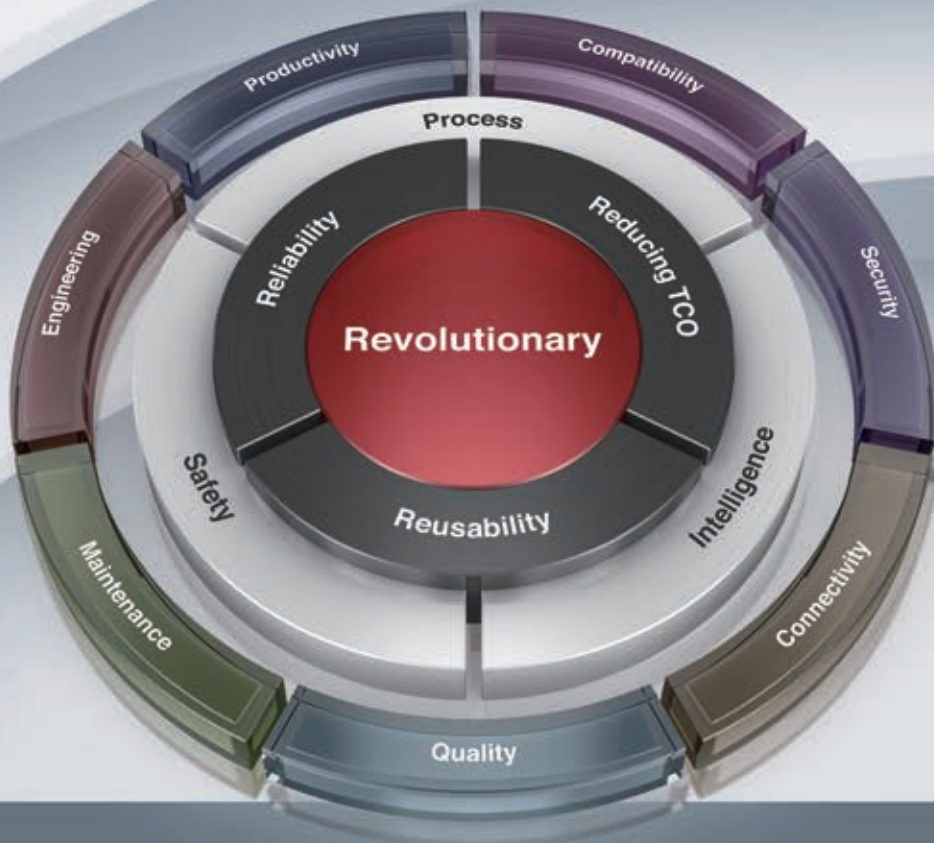 Productivity
Compatibility
Process
Engineering
Reliability
Reducing TCO
Security
Revolutionary
Safety
Intelligence
Reusability
Maintenance
Connectivity
Quality